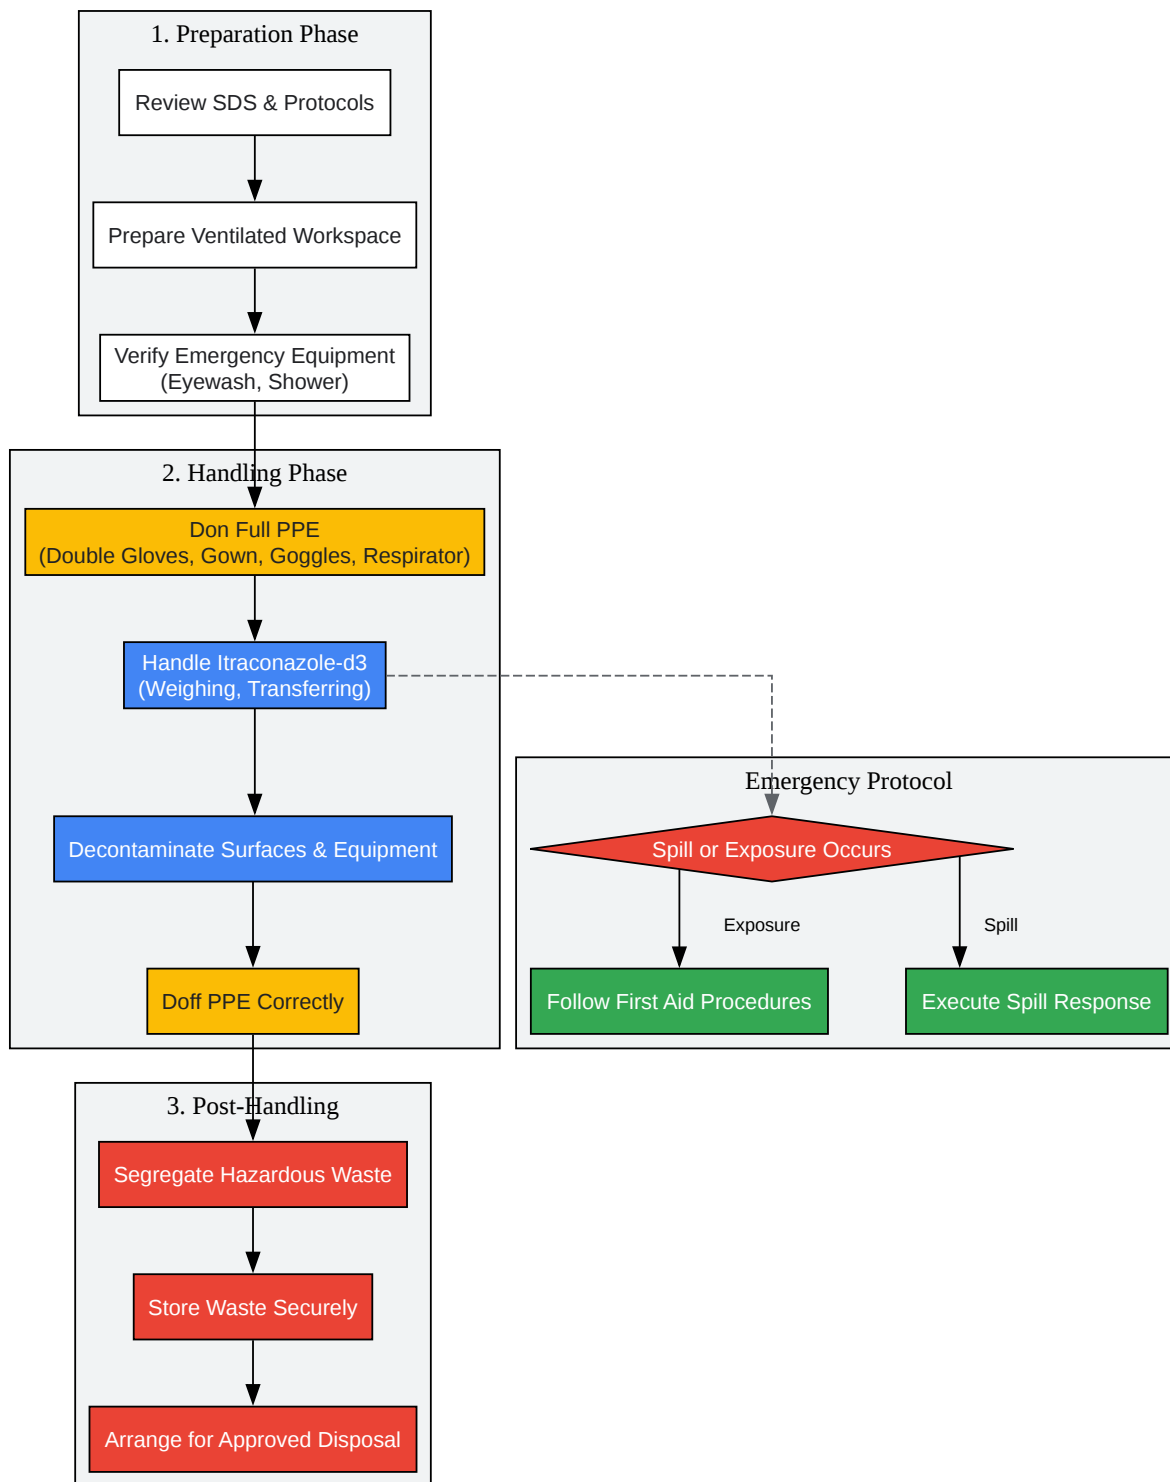 1. Preparation Phase
Review SDS & Protocols
Prepare Ventilated Workspace
Verify Emergency Equipment
(Eyewash, Shower)
2. Handling Phase
Don Full PPE
(Double Gloves, Gown, Goggles, Respirator)
Handle Itraconazole-d3
(Weighing, Transferring)
Decontaminate Surfaces & Equipment
Doff PPE Correctly
Emergency Protocol
Spill or Exposure Occurs
Exposure
Spill
Follow First Aid Procedures
Execute Spill Response
3. Post-Handling
Segregate Hazardous Waste
Store Waste Securely
Arrange for Approved Disposal